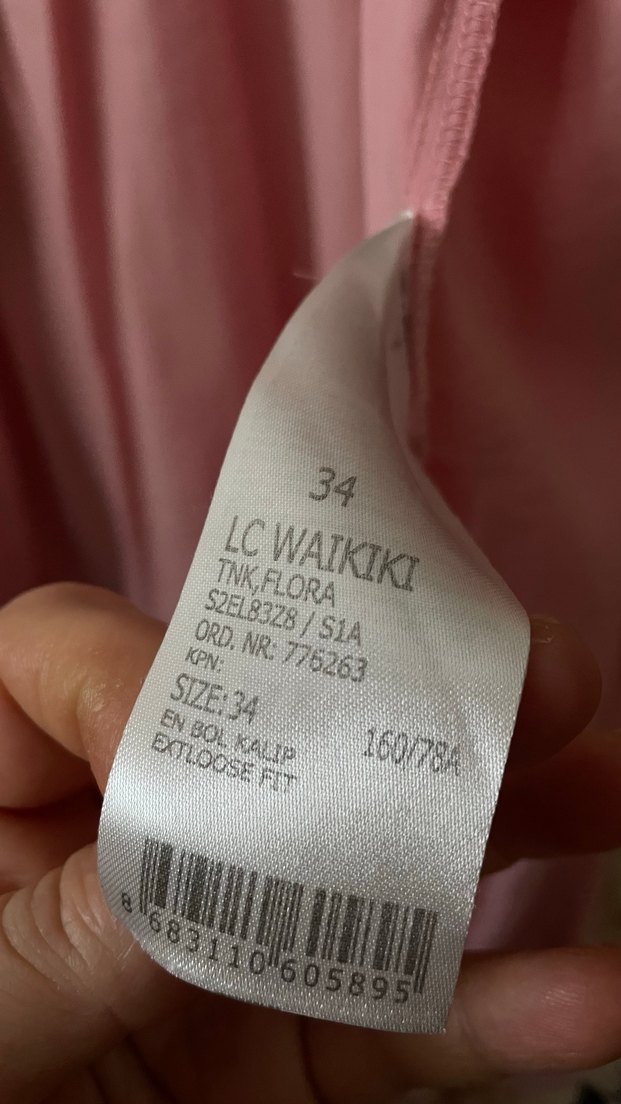 34
LC WAIKIKI
TNK.FLORA
S2EL83Z8 / S1A
ORD. NR: 776263
KPN:
SIZE:34 160/78A
EN BOL KALIP
EXTLOOSE FIT
8 683110 605895